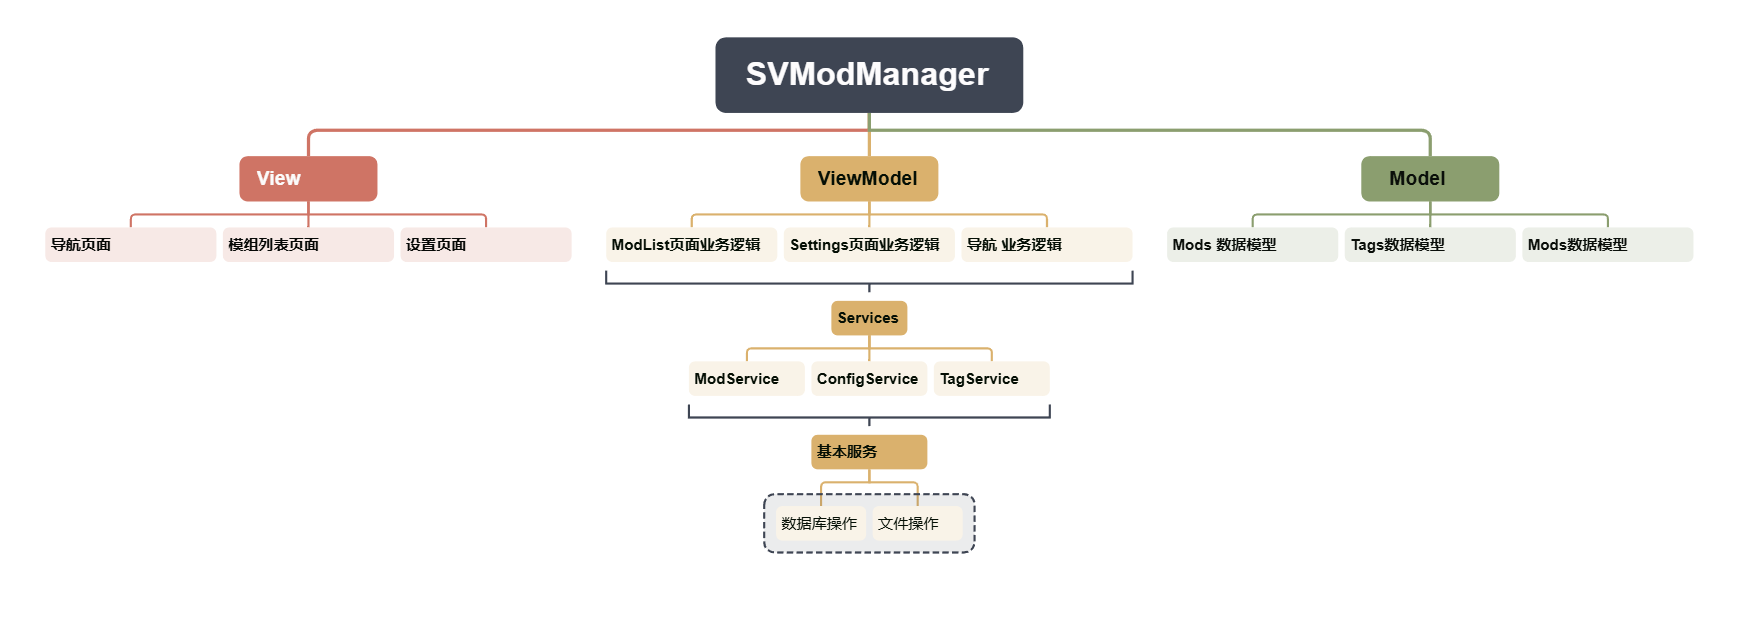 SVModManager
View
ViewModel
Model
导航页面
模组列表页面
设置页面
ModList页面业务逻辑
Settings页面业务逻辑
导航 业务逻辑
Mods 数据模型
Tags数据模型
Mods数据模型
Services
ModService
ConfigService
TagService
基本服务
数据库操作
文件操作